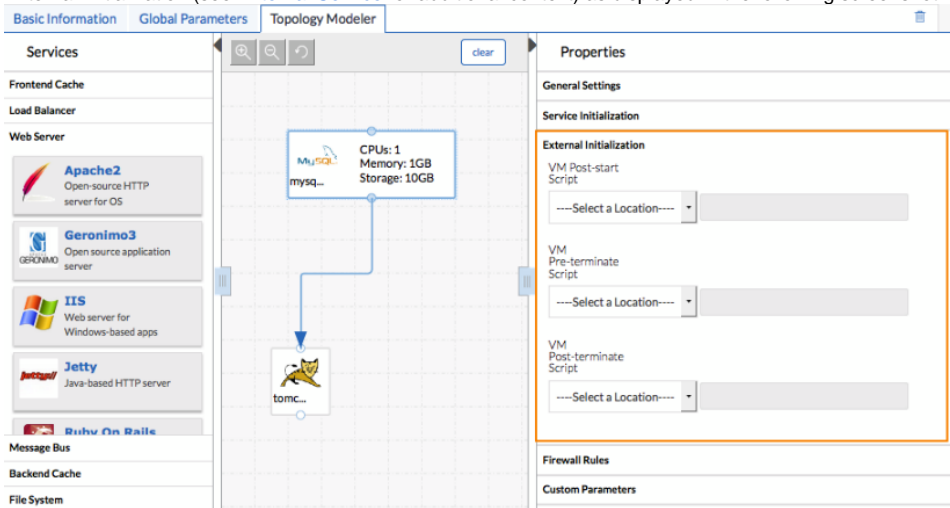 Basic Information Global Parameters Topology Modeler
Services
Frontend Cache
Load Balancer
Web Server
Apache2
Open-source HTTP
server for OS
GERONIMO
Geronimo3
Open source application
server
IIS
Web server for
Windows-based apps
Jetty
Java-based HTTP server
Ruby On Rails
Message Bus
Backend Cache
File System
clear
MySQL
mysq...
CPUs: 1
Memory: 1GB
Storage: 10GB
tomc...
Properties
General Settings
Service Initialization
External Initialization
VM Post-start
Script
----Select a Location----
VM
Pre-terminate
Script
----Select a Location----
VM
Post-terminate
Script
----Select a Location----
Firewall Rules
Custom Parameters